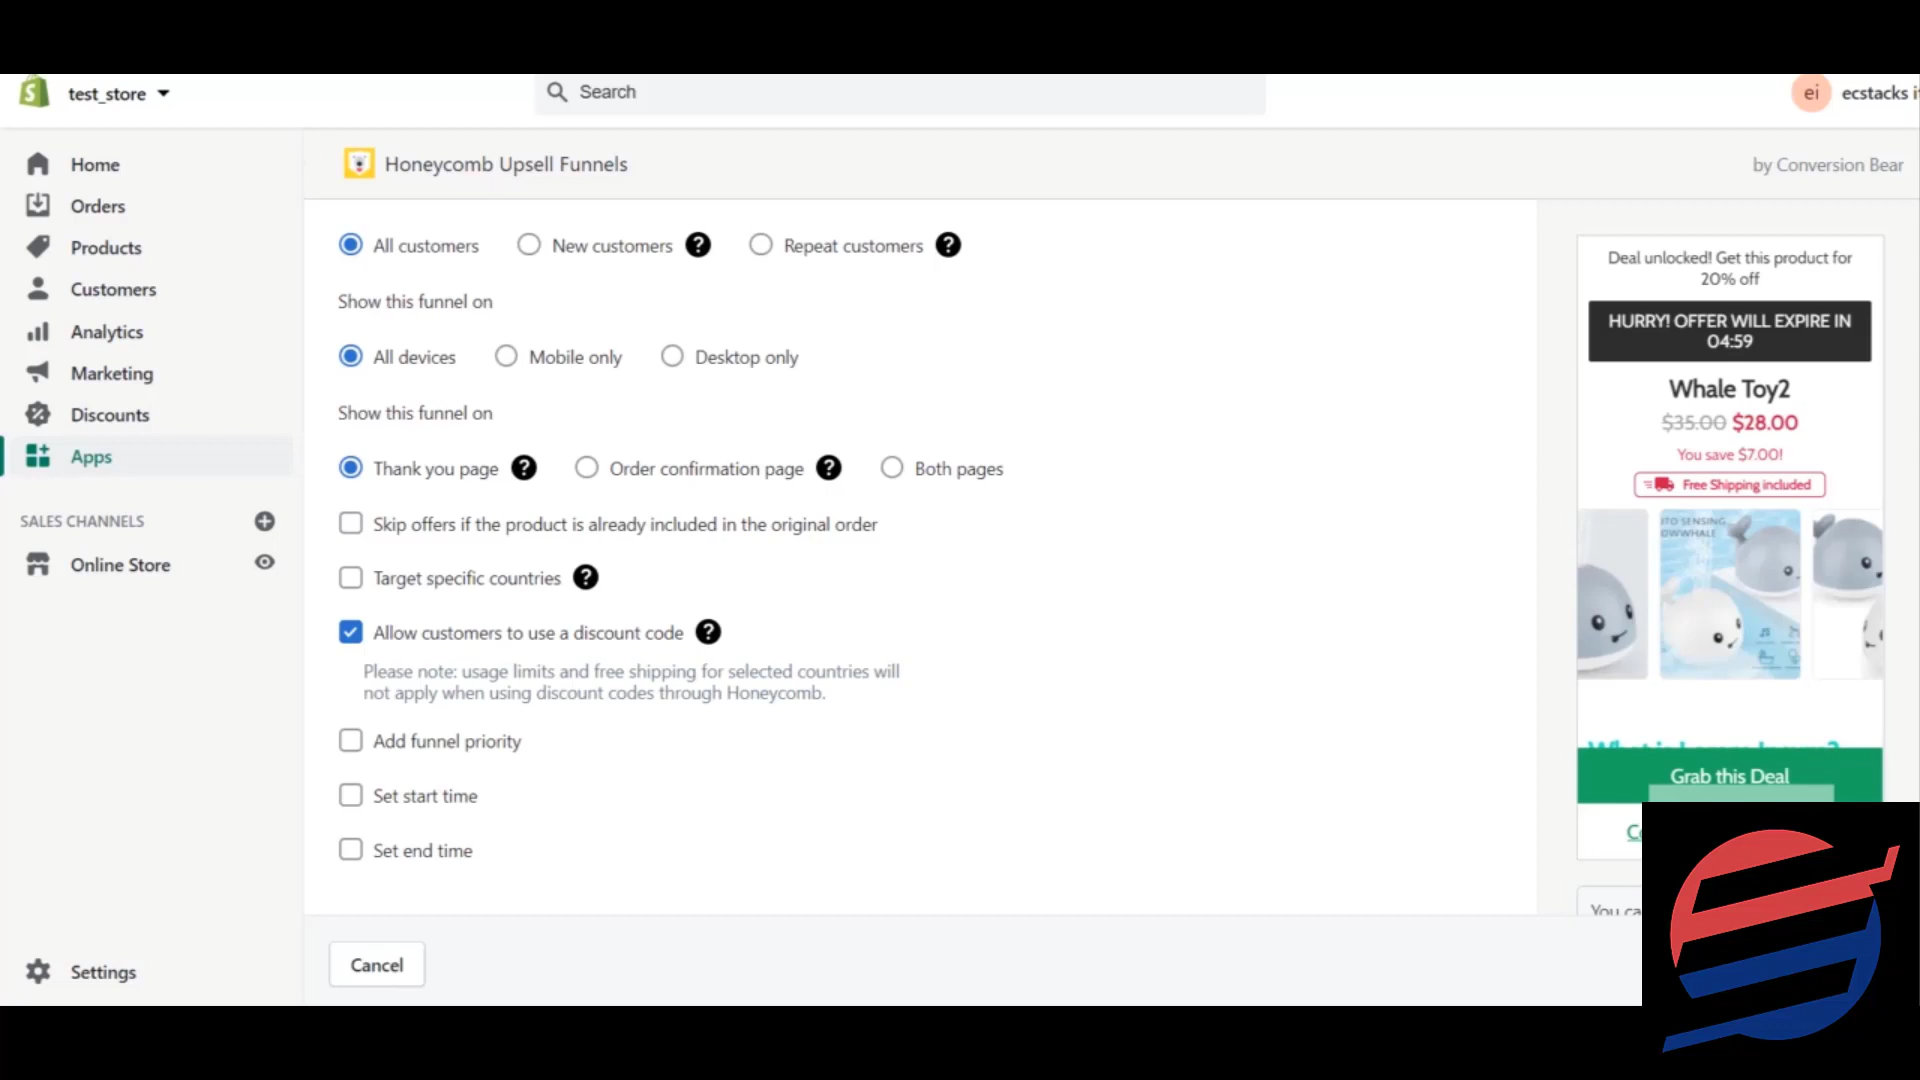 test_store
Search
ei
ecstacks
Home
Orders
Products
Customers
Analytics
Marketing
Discounts
Apps
SALES CHANNELS
Online Store
Settings
Honeycomb Upsell Funnels
by Conversion Bear
All customers
New customers ?
Repeat customers ?
Show this funnel on
All devices
Mobile only
Desktop only
Show this funnel on
Thank you page ?
Order confirmation page ?
Both pages
Skip offers if the product is already included in the original order
Target specific countries ?
Allow customers to use a discount code ?
Please note: usage limits and free shipping for selected countries will
not apply when using discount codes through Honeycomb.
Add funnel priority
Set start time
Set end time
Cancel
Deal unlocked! Get this product for
20% off
HURRY! OFFER WILL EXPIRE IN
04:59
Whale Toy2
$35.00 $28.00
You save $7.00!
Free Shipping included
Grab this Deal
You ca